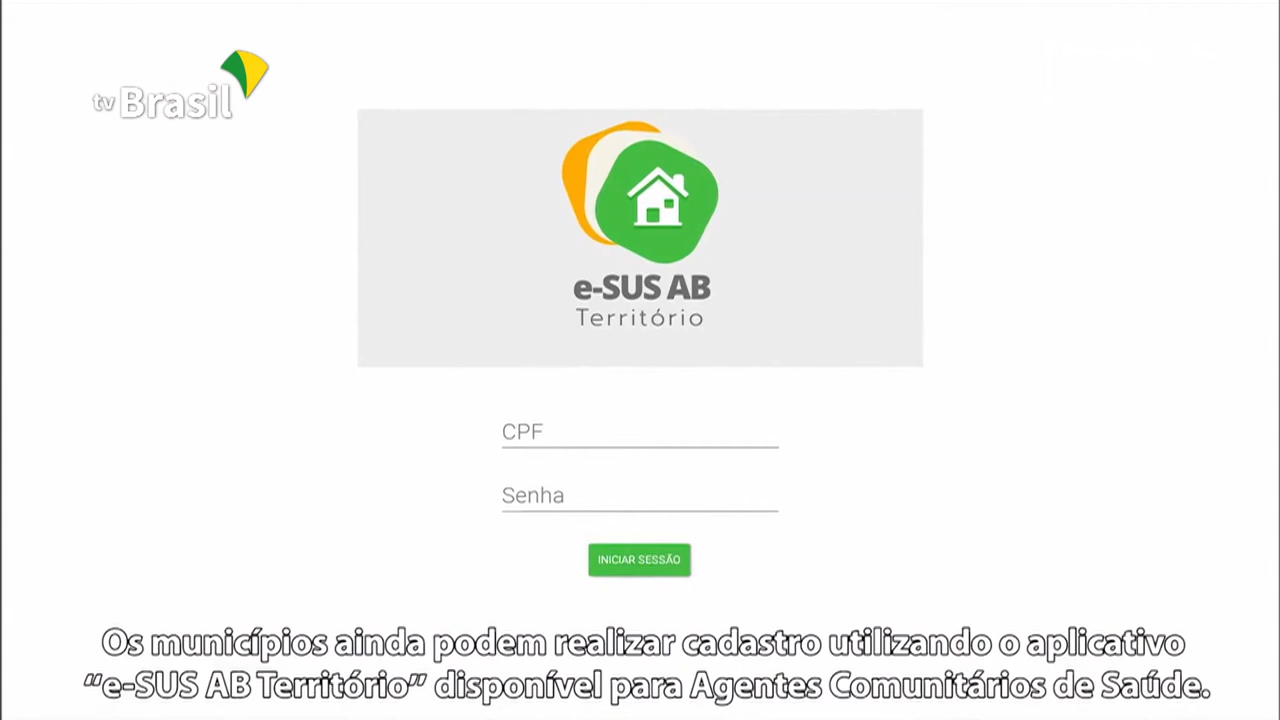 tv Brasil
e-SUS AB
Território
CPF
Senha
INICIAR SESSÃO
Os municípios ainda podem realizar cadastro utilizando o aplicativo
“e-SUS AB Território” disponível para Agentes Comunitários de Saúde.